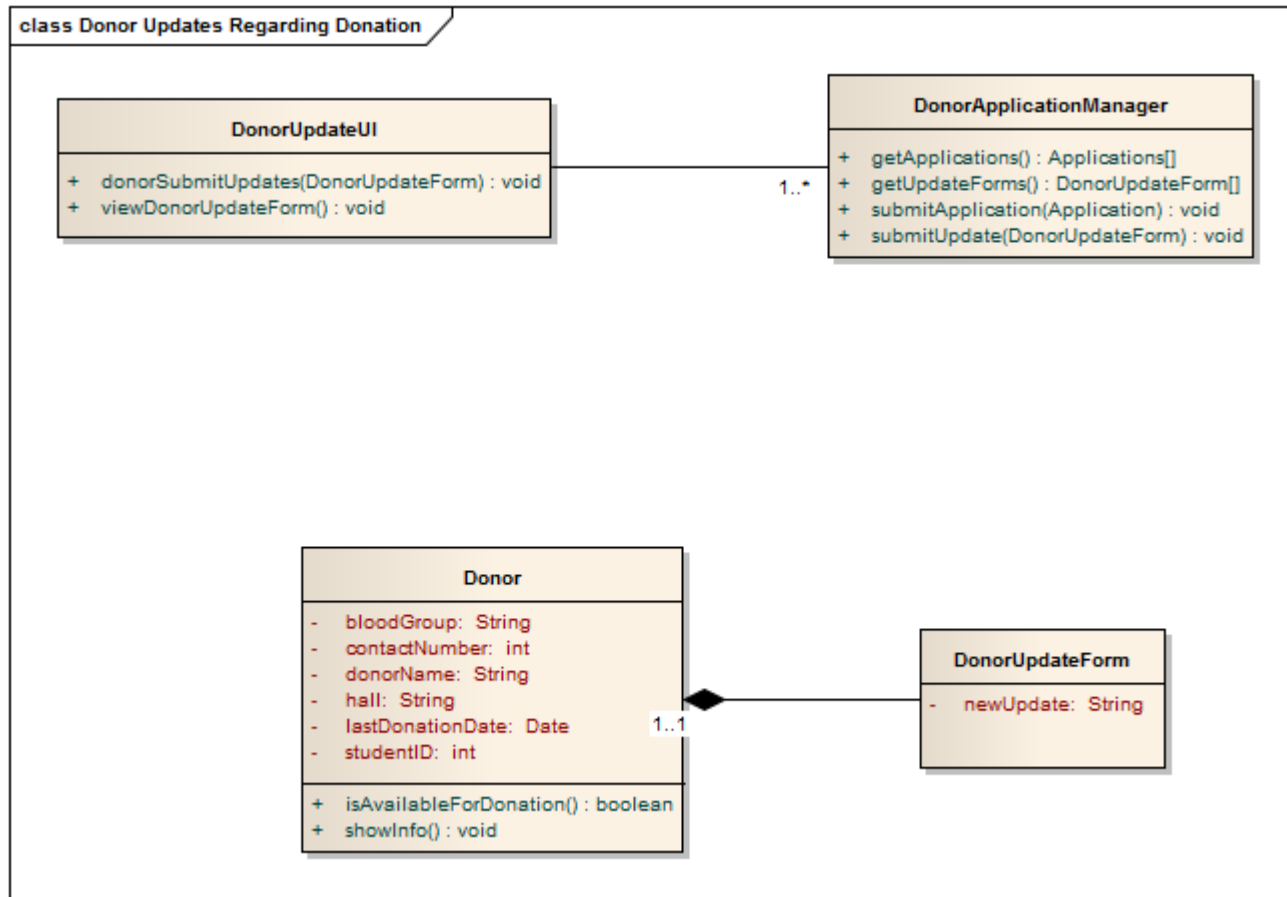 class Donor Updates Regarding Donation
DonorUpdateUI
+ donorSubmitUpdates(DonorUpdateForm) : void
+ viewDonorUpdateForm() : void
1..*
DonorApplicationManager
+ getApplications() : Applications[]
+ getUpdateForms() : DonorUpdateForm[]
+ submitApplication(Application) : void
+ submitUpdate(DonorUpdateForm) : void
Donor
- bloodGroup: String
- contactNumber: int
- donorName: String
- hall: String
- lastDonationDate: Date
- studentID: int
+ isAvailableForDonation() : boolean
+ showInfo() : void
1..1
DonorUpdateForm
- newUpdate: String